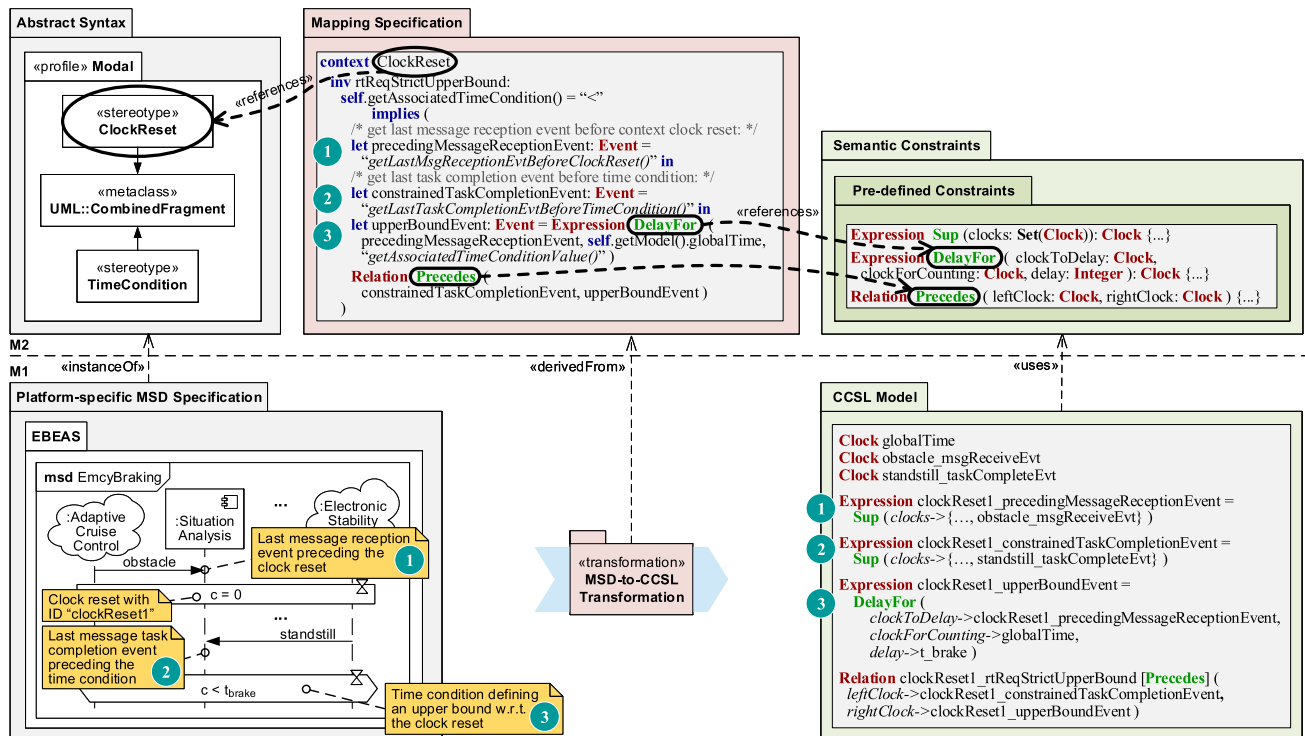 Abstract Syntax
«profile» Modal
«stereotype»
ClockReset
«metaclass»
UML::CombinedFragment
«stereotype»
TimeCondition
Mapping Specification
context ClockReset
inv rtReqStrictUpperBound:
self.getAssociatedTimeCondition() = “<”
implies (
/* get last message reception event before context clock reset: */
1
let precedingMessageReceptionEvent: Event =
“getLastMsgReceptionEvtBeforeClockReset()” in
/* get last task completion event before time condition: */
2
let constrainedTaskCompletionEvent: Event =
“getLastTaskCompletionEvtBeforeTimeCondition()” in
3
let upperBoundEvent: Event = Expression DelayFor (
precedingMessageReceptionEvent, self.getModel().globalTime,
“getAssociatedTimeConditionValue()” )
Relation Precedes (
constrainedTaskCompletionEvent, upperBoundEvent )
)
«references»
«references»
Semantic Constraints
Pre-defined Constraints
Expression Sup (clocks: Set(Clock)): Clock {...}
Expression DelayFor ( clockToDelay: Clock,
clockForCounting: Clock, delay: Integer ): Clock {...}
Relation Precedes ( leftClock: Clock, rightClock: Clock ) {...}
M2
M1
«instanceOf»
«derivedFrom»
«uses»
Platform-specific MSD Specification
EBEAS
msd EmcyBraking
:Adaptive
Cruise
Control
:Situation
Analysis
...
:Electronic
Stability
Last message reception
event preceding the
clock reset
1
obstacle
c = 0
Clock reset with
ID “clockReset1”
...
standstill
Last message task
completion event
preceding the
time condition
2
c < tbrake
Time condition defining
an upper bound w.r.t.
the clock reset
3
«transformation»
MSD-to-CCSL
Transformation
CCSL Model
Clock globalTime
Clock obstacle_msgReceiveEvt
Clock standstill_taskCompleteEvt
1
Expression clockReset1_precedingMessageReceptionEvent =
Sup ( clocks->{…, obstacle_msgReceiveEvt} )
2
Expression clockReset1_constrainedTaskCompletionEvent =
Sup ( clocks->{…, standstill_taskCompleteEvt} )
3
Expression clockReset1_upperBoundEvent =
DelayFor (
clockToDelay->clockReset1_precedingMessageReceptionEvent,
clockForCounting->globalTime,
delay->t_brake )
Relation clockReset1_rtReqStrictUpperBound [Precedes] (
leftClock->clockReset1_constrainedTaskCompletionEvent,
rightClock->clockReset1_upperBoundEvent )